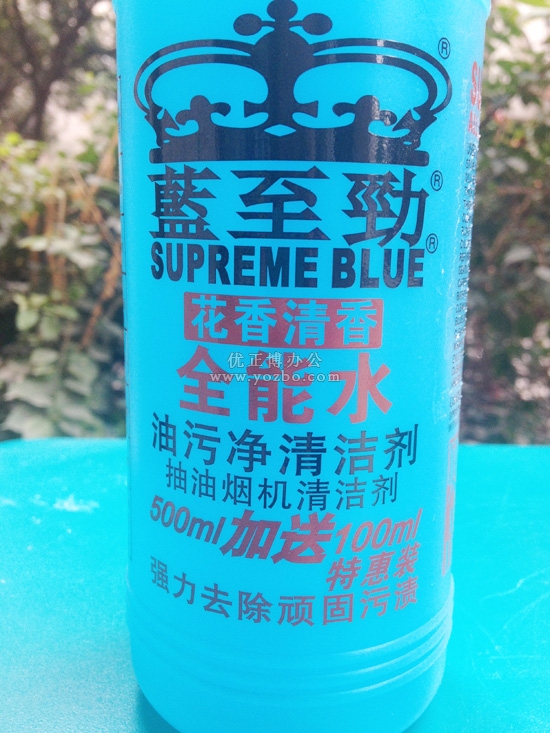 ®
藍至勁®
SUPREME BLUE®
花香清香
优正博办公
www.yozbo.com
全能水
油污净清洁剂
抽油烟机清洁剂
500ml加送100ml
特惠装
强力去除顽固污渍